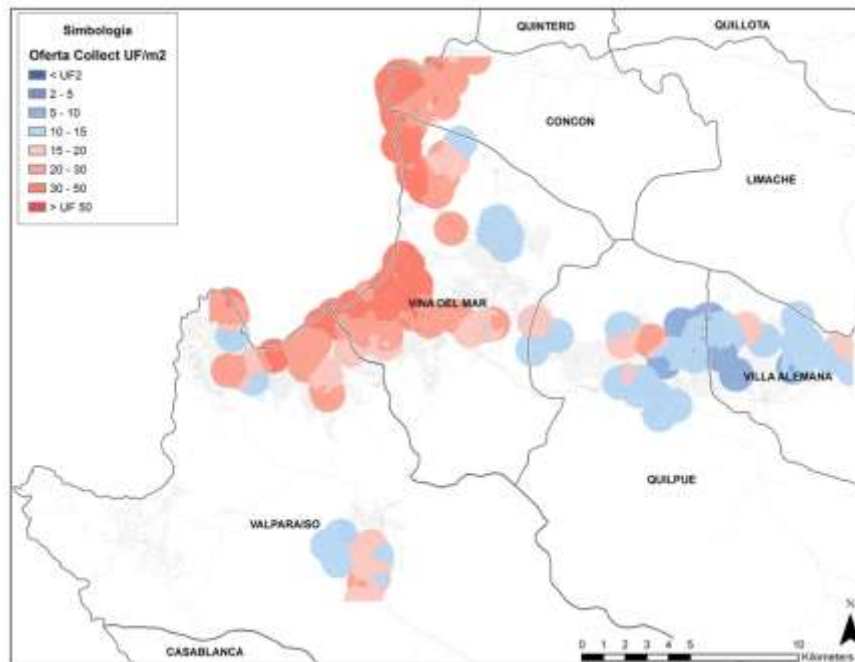 Simbología
Oferta Collect UF/m2
< UF2
2 - 5
5 - 10
10 - 15
15 - 20
20 - 30
30 - 50
> UF 50
QUINTERO
QUILLOTA
CONCON
LIMACHE
VINA DEL MAR
VILLA ALEMANA
QUILPUE
VALPARAISO
CASABLANCA
N
0 1 2 3 4 5 10
Kilometers